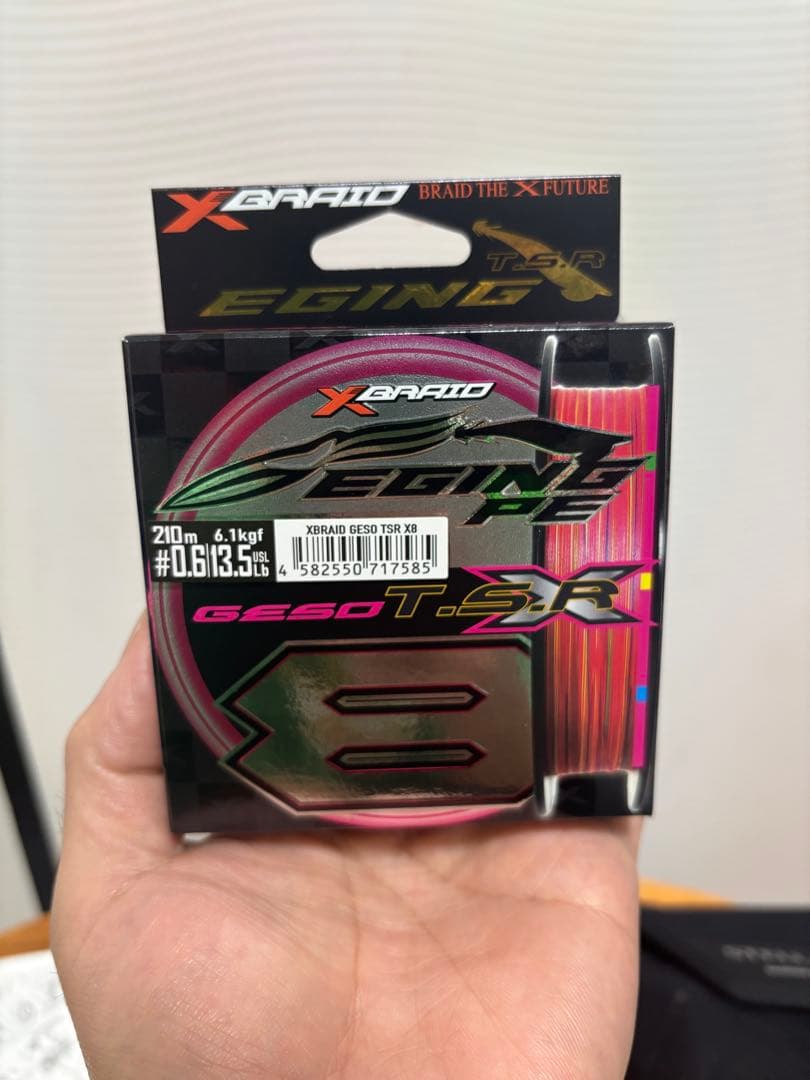 XBRAID BRAID THE X FUTURE
T.S.R
EGING
XBRAID
EGING
PE
210m 6.1kgf
#0.6 13.5 USL Lb
XBRAID GESO TSR X8
4 582550 717585
GESO T.S.R X
8